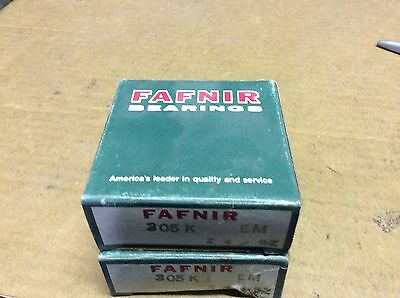 FAFNIR
BEARINGS
America's leader in quality and service
FAFNIR
305 K EM
FAFNIR
305 K EM